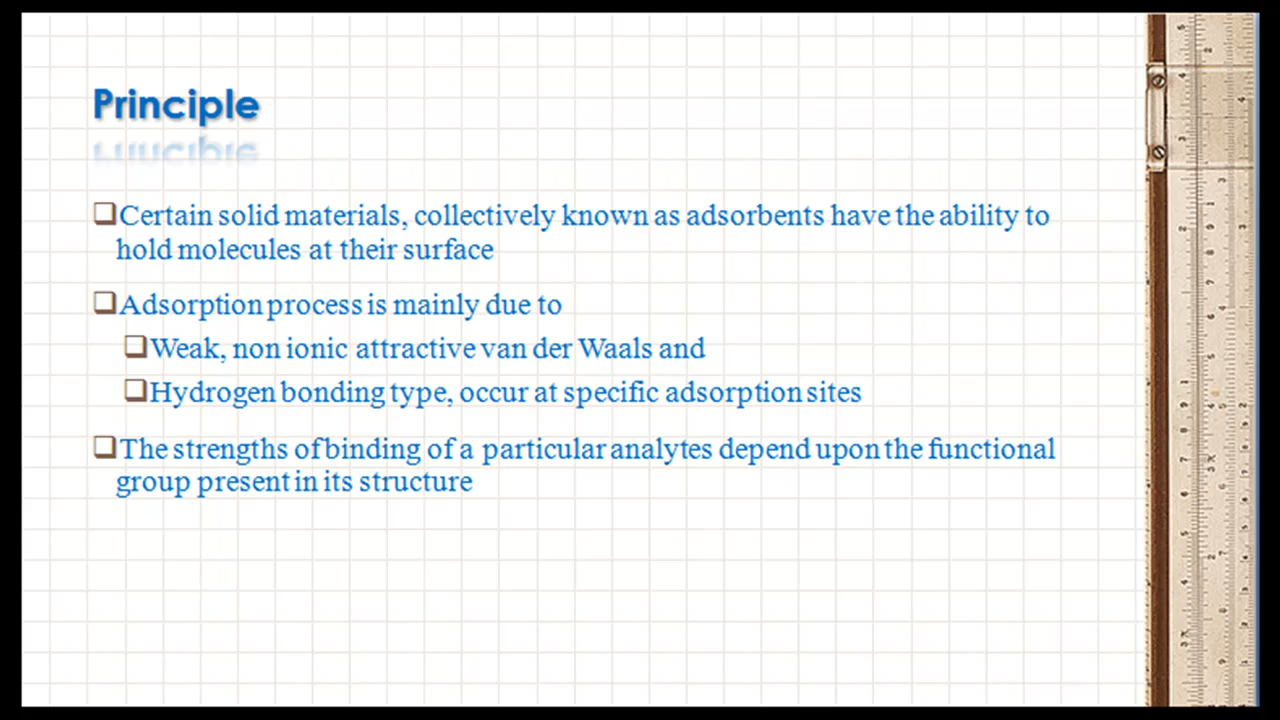 Principle
Certain solid materials, collectively known as adsorbents have the ability to
hold molecules at their surface
Adsorption process is mainly due to
Weak, non ionic attractive van der Waals and
Hydrogen bonding type, occur at specific adsorption sites
The strengths of binding of a particular analytes depend upon the functional
group present in its structure